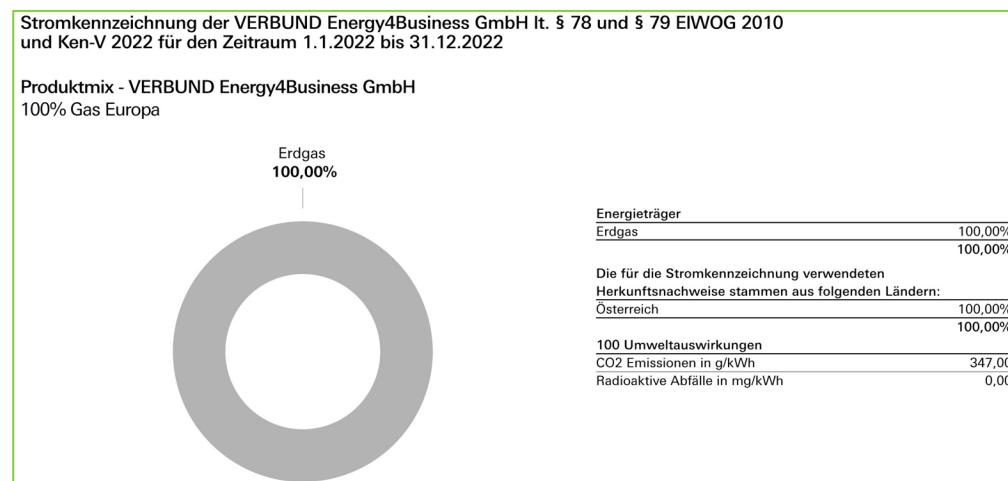 Stromkennzeichnung der VERBUND Energy4Business GmbH lt. § 78 und § 79 ElWOG 2010
und Ken-V 2022 für den Zeitraum 1.1.2022 bis 31.12.2022
Produktmix - VERBUND Energy4Business GmbH
100% Gas Europa
Erdgas
100,00%
Energieträger
Erdgas 100,00%
100,00%
Die für die Stromkennzeichnung verwendeten
Herkunftsnachweise stammen aus folgenden Ländern:
Österreich 100,00%
100,00%
100 Umweltauswirkungen
CO2 Emissionen in g/kWh 347,00
Radioaktive Abfälle in mg/kWh 0,00